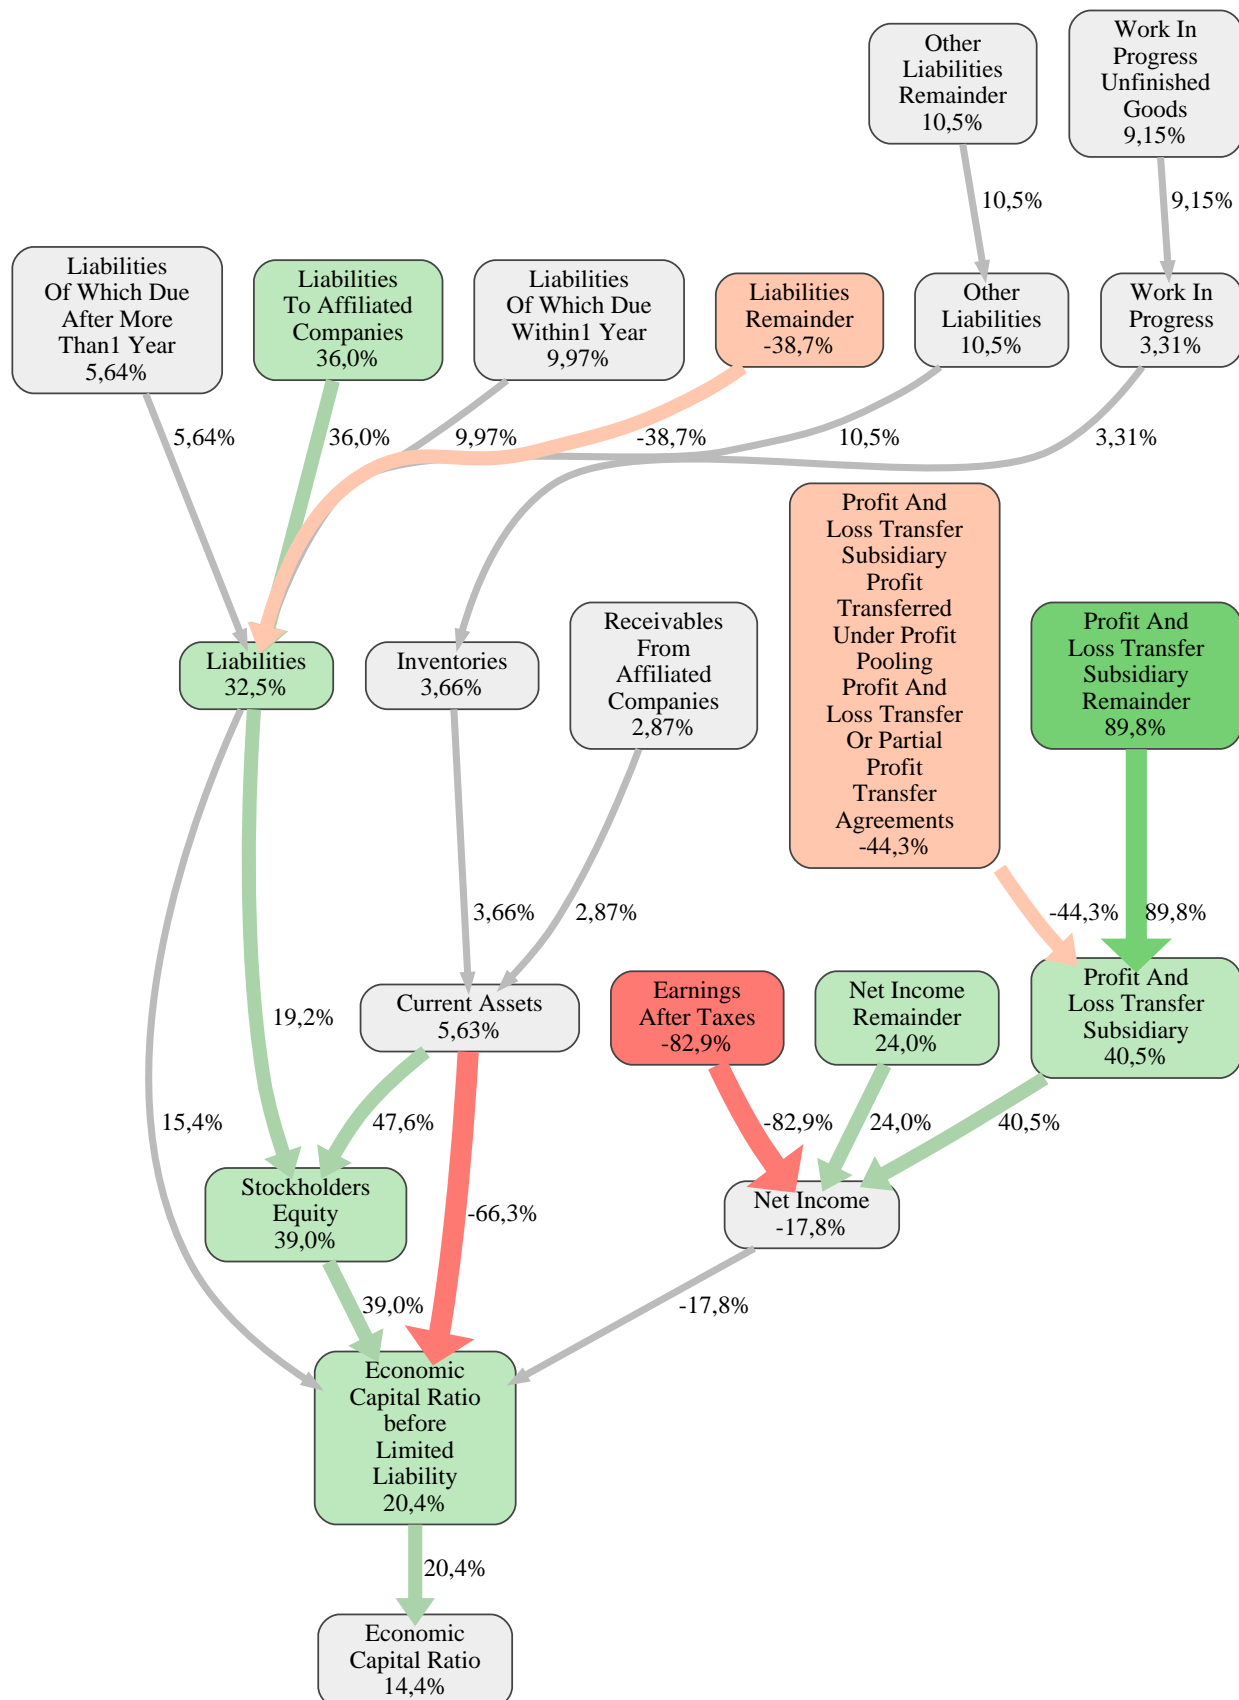 Other
Liabilities
Remainder
10,5%
Work In
Progress
Unfinished
Goods
9,15%
10,5%
9,15%
Liabilities
Of Which Due
After More
Than1 Year
5,64%
Liabilities
To Affiliated
Companies
36,0%
Liabilities
Of Which Due
Within1 Year
9,97%
Liabilities
Remainder
-38,7%
Other
Liabilities
10,5%
Work In
Progress
3,31%
5,64%
36,0%
9,97%
-38,7%
10,5%
3,31%
Profit And
Loss Transfer
Subsidiary
Profit
Transferred
Under Profit
Pooling
Profit And
Loss Transfer
Or Partial
Profit
Transfer
Agreements
-44,3%
Receivables
From
Affiliated
Companies
2,87%
Profit And
Loss Transfer
Subsidiary
Remainder
89,8%
Liabilities
32,5%
Inventories
3,66%
3,66%
2,87%
-44,3%
89,8%
19,2%
Current Assets
5,63%
Earnings
After Taxes
-82,9%
Net Income
Remainder
24,0%
Profit And
Loss Transfer
Subsidiary
40,5%
15,4%
47,6%
-82,9%
24,0%
40,5%
Stockholders
Equity
39,0%
-66,3%
Net Income
-17,8%
39,0%
-17,8%
Economic
Capital Ratio
before
Limited
Liability
20,4%
20,4%
Economic
Capital Ratio
14,4%